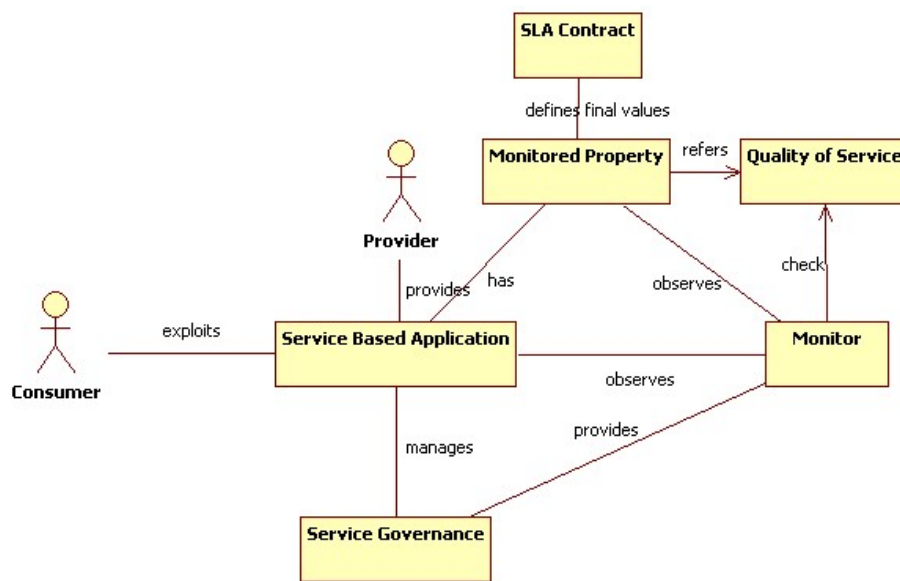 SLA Contract
defines final values
Monitored Property
refers
Quality of Service
Provider
provides
has
observes
check
Consumer
exploits
Service Based Application
observes
Monitor
manages
provides
Service Governance